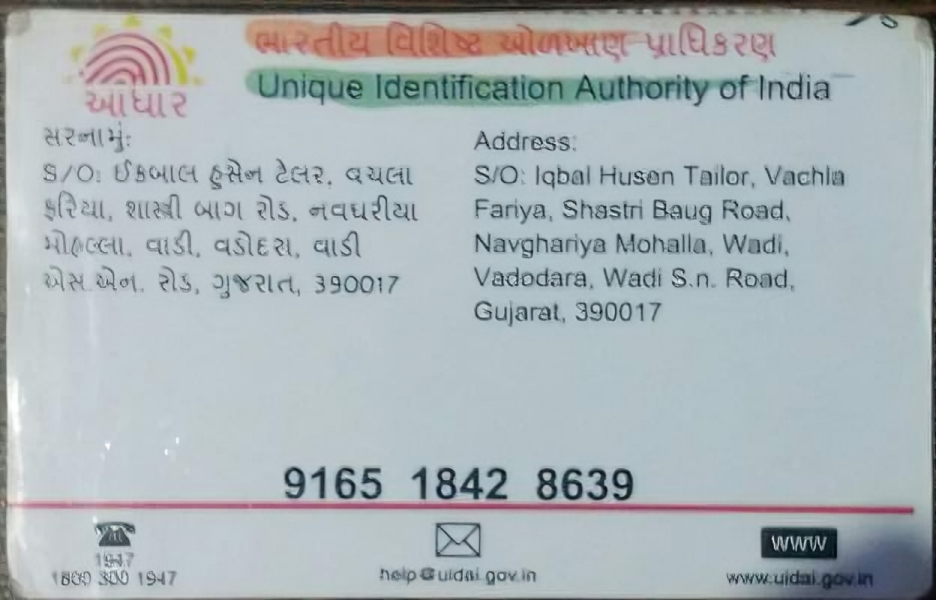 ભારતીય વિશિષ્ટ ઓળખાણ પ્રાધિકરણ
Unique Identification Authority of India
આધાર
સરનામું:
S/O: ઈકબાલ હુસેન ટેલર, વચલા
ફરિયા, શાસ્ત્રી બાગ રોડ, નવઘરીયા
મોહલ્લા, વાડી, વડોદરા, વાડી
એસ.એન. રોડ, ગુજરાત, 390017
Address:
S/O: Iqbal Husen Tailor, Vachla
Fariya, Shastri Baug Road,
Navghariya Mohalla, Wadi,
Vadodara, Wadi S.n. Road,
Gujarat, 390017
9165 1842 8639
1947
1800 300 1947
help@uidai.gov.in
www
www.uidai.gov.in